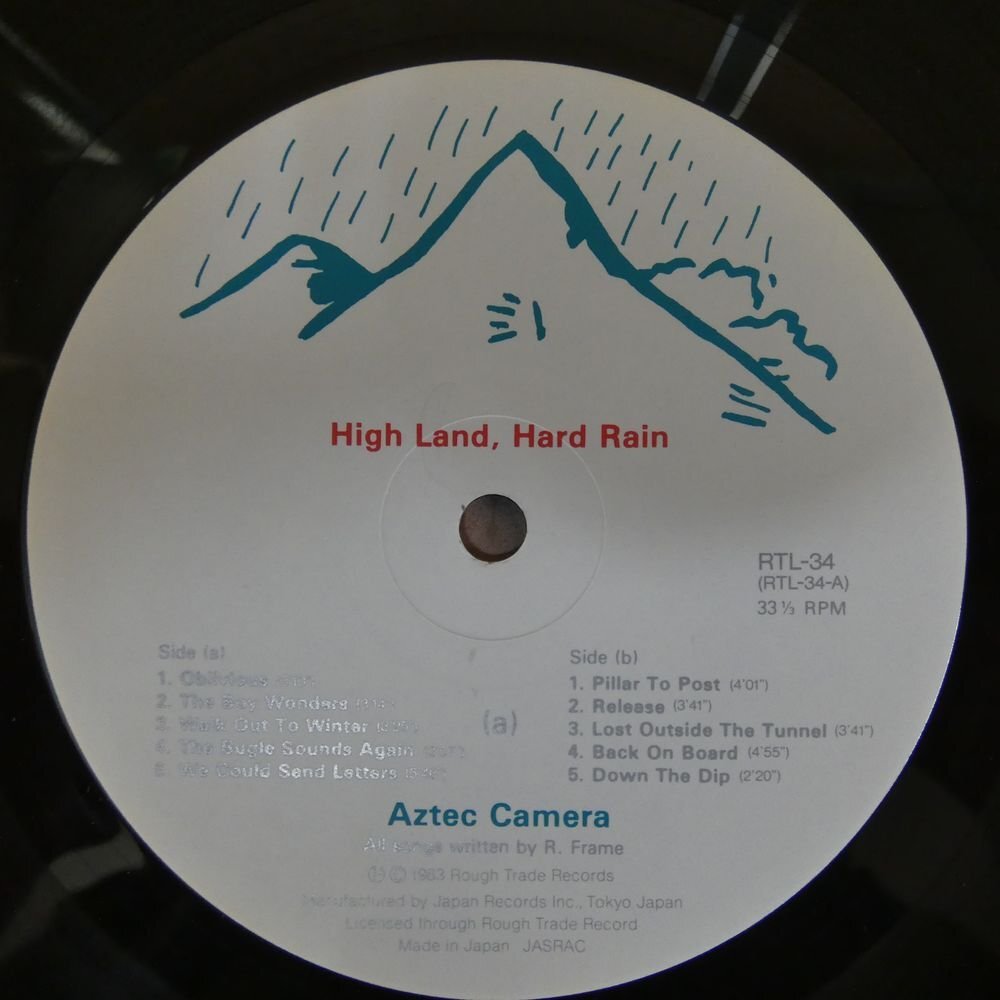 High Land, Hard Rain
RTL-34
(RTL-34-A)
33⅓ RPM
Side (a)
1. Oblivious
2. The Boy Wonders
3. Walk Out To Winter
4. The Bugle Sounds Again
5. We Could Send Letters
(a)
Side (b)
1. Pillar To Post (4'01")
2. Release (3'41")
3. Lost Outside The Tunnel (3'41")
4. Back On Board (4'55")
5. Down The Dip (2'20")
Aztec Camera
All songs written by R. Frame
Ⓟ © 1983 Rough Trade Records
Manufactured by Japan Records Inc., Tokyo Japan
Licensed through Rough Trade Record
Made in Japan JASRAC